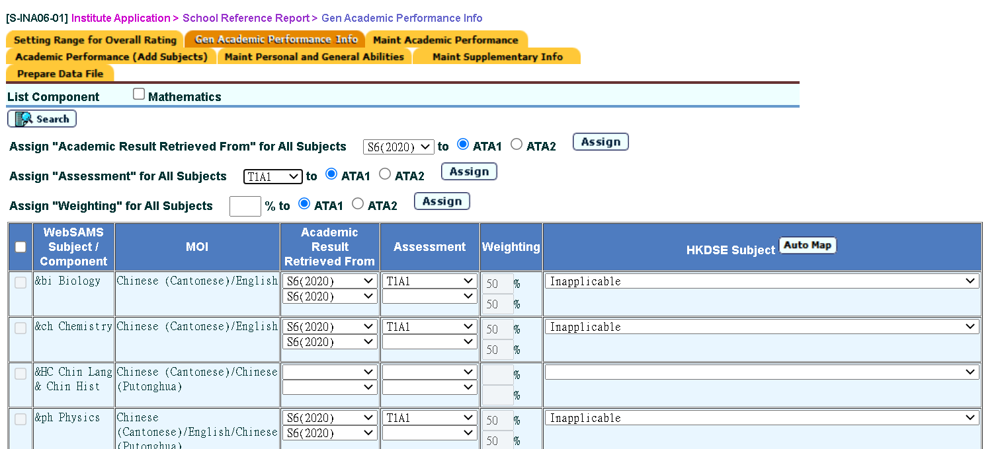 [S-INA06-01] Institute Application > School Reference Report > Gen Academic Performance Info
Setting Range for Overall Rating Gen Academic Performance Info Maint Academic Performance
Academic Performance (Add Subjects) Maint Personal and General Abilities Maint Supplementary Info
Prepare Data File
List Component Mathematics
Search
Assign "Academic Result Retrieved From" for All Subjects S6(2020) to ATA1 ATA2 Assign
Assign "Assessment" for All Subjects T1A1 to ATA1 ATA2 Assign
Assign "Weighting" for All Subjects % to ATA1 ATA2 Assign
WebSAMS Subject / Component MOI Academic Result Retrieved From Assessment Weighting HKDSE Subject Auto Map
&bi Biology Chinese (Cantonese)/English S6(2020) T1A1 50 % Inapplicable
S6(2020) 50 %
&ch Chemistry Chinese (Cantonese)/English S6(2020) T1A1 50 % Inapplicable
S6(2020) 50 %
&HC Chin Lang Chinese (Cantonese)/Chinese %
& Chin Hist (Putonghua) %
&ph Physics Chinese S6(2020) T1A1 50 % Inapplicable
(Cantonese)/English/Chinese S6(2020) 50 %
(Putonghua)